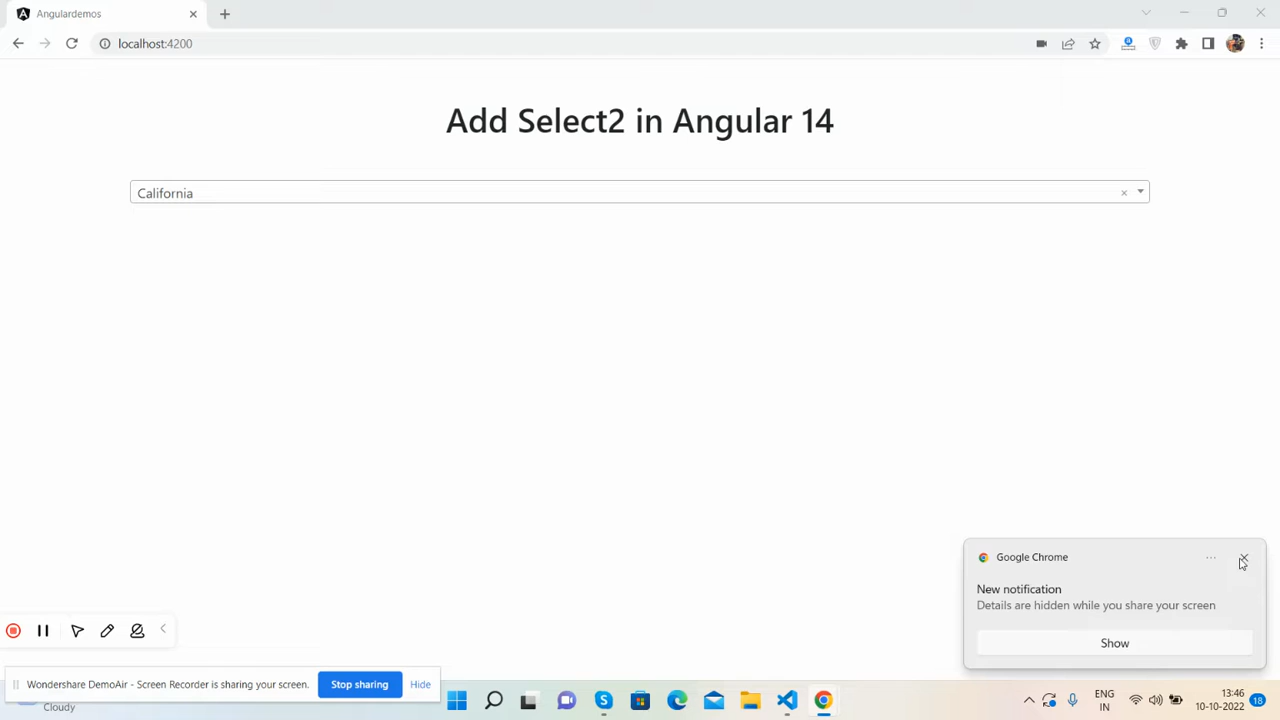 Angulardemos
localhost:4200
Add Select2 in Angular 14
California
Google Chrome
New notification
Details are hidden while you share your screen
Show
Wondershare DemoAir - Screen Recorder is sharing your screen.
Stop sharing
Hide
Cloudy
ENG
IN
13:46
10-10-2022
18